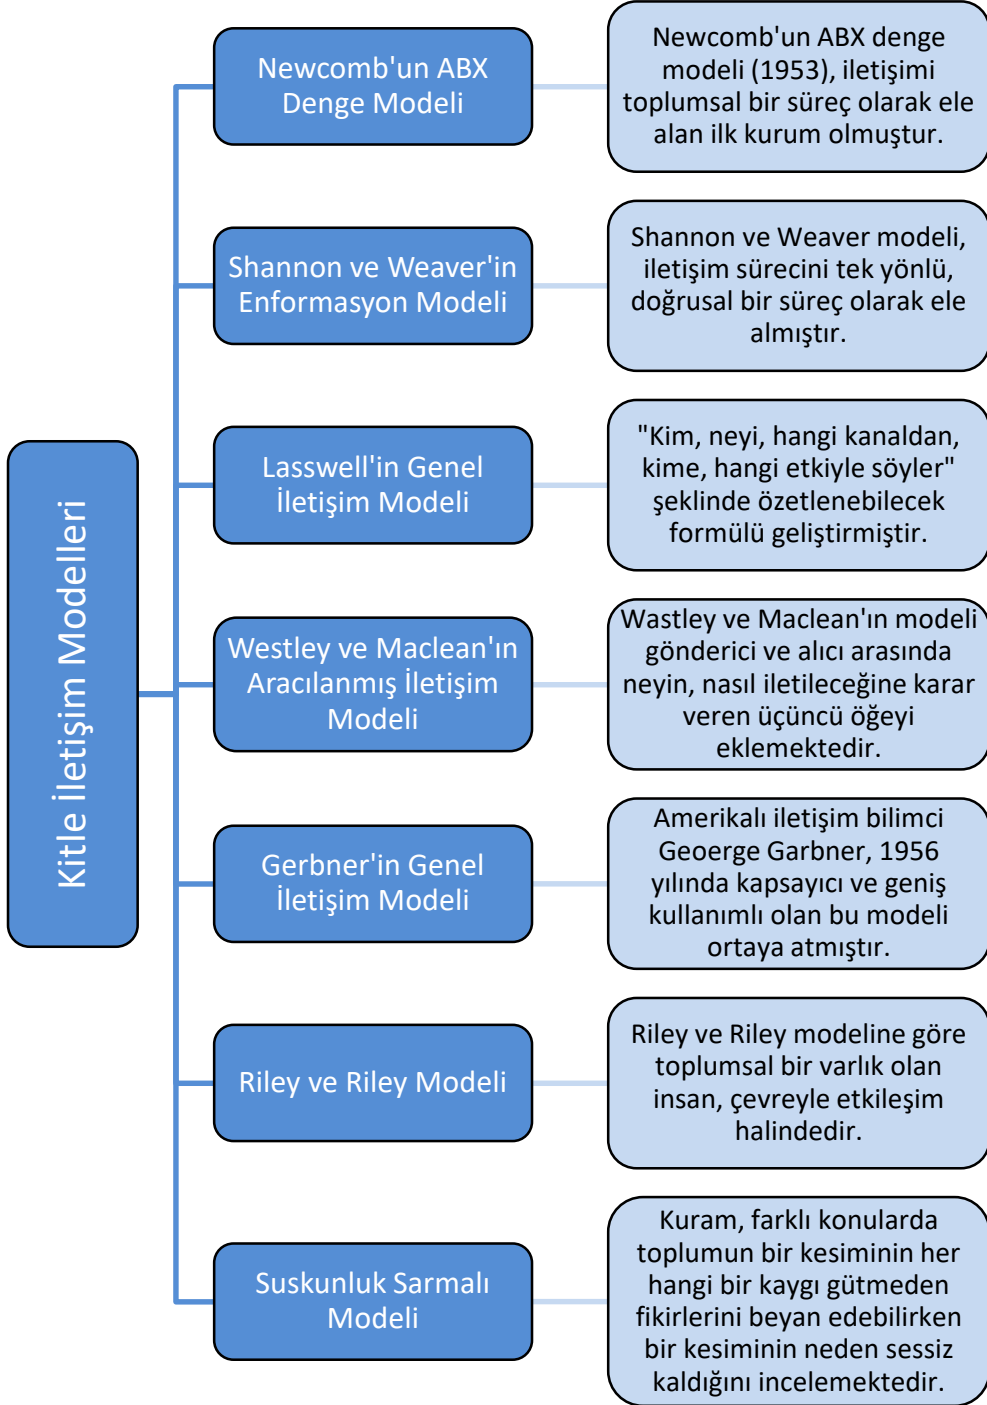 Kitle İletişim Modelleri
Newcomb'un ABX
Denge Modeli
Newcomb'un ABX denge
modeli (1953), iletişimi
toplumsal bir süreç olarak ele
alan ilk kurum olmuştur.
Shannon ve Weaver'in
Enformasyon Modeli
Shannon ve Weaver modeli,
iletişim sürecini tek yönlü,
doğrusal bir süreç olarak ele
almıştır.
Lasswell'in Genel
İletişim Modeli
"Kim, neyi, hangi kanaldan,
kime, hangi etkiyle söyler"
şeklinde özetlenebilecek
formülü geliştirmiştir.
Westley ve Maclean'ın
Aracılanmış İletişim
Modeli
Wastley ve Maclean'ın modeli
gönderici ve alıcı arasında
neyin, nasıl iletileceğine karar
veren üçüncü öğeyi
eklemektedir.
Gerbner'in Genel
İletişim Modeli
Amerikalı iletişim bilimci
Geoerge Garbner, 1956
yılında kapsayıcı ve geniş
kullanımlı olan bu modeli
ortaya atmıştır.
Riley ve Riley Modeli
Riley ve Riley modeline göre
toplumsal bir varlık olan
insan, çevreyle etkileşim
halindedir.
Suskunluk Sarmalı
Modeli
Kuram, farklı konularda
toplumun bir kesiminin her
hangi bir kaygı gütmeden
fikirlerini beyan edebilirken
bir kesiminin neden sessiz
kaldığını incelemektedir.